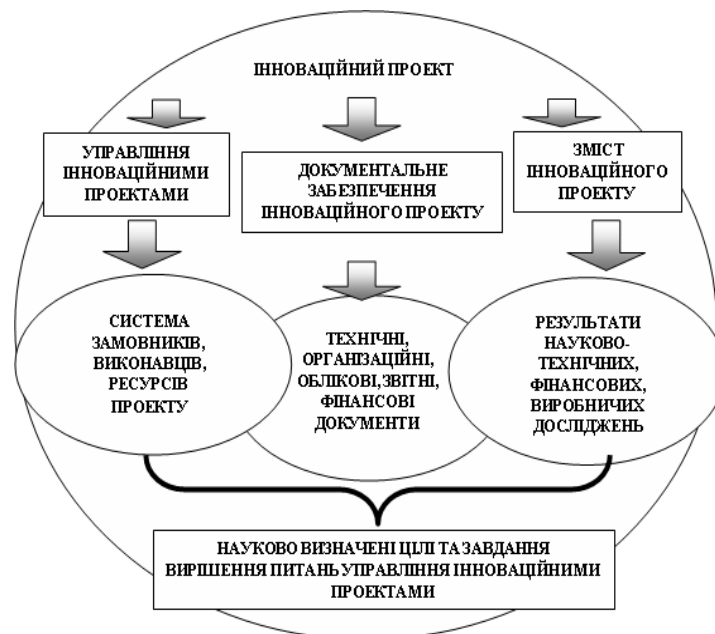 ІННОВАЦІЙНИЙ ПРОЕКТ
УПРАВЛІННЯ
ІННОВАЦІЙНИМИ
ПРОЕКТАМИ
ДОКУМЕНТАЛЬНЕ
ЗАБЕЗПЕЧЕННЯ
ІННОВАЦІЙНОГО ПРОЕКТУ
ЗМІСТ
ІННОВАЦІЙНОГО
ПРОЕКТУ
СИСТЕМА
ЗАМОВНИКІВ,
ВИКОНАВЦІВ,
РЕСУРСІВ
ПРОЕКТУ
ТЕХНІЧНІ,
ОРГАНІЗАЦІЙНІ,
ОБЛІКОВІ, ЗВІТНІ,
ФІНАНСОВІ
ДОКУМЕНТИ
РЕЗУЛЬТАТИ
НАУКОВО-
ТЕХНІЧНИХ,
ФІНАНСОВИХ,
ВИРОБНИЧИХ
ДОСЛІДЖЕНЬ
НАУКОВО ВИЗНАЧЕНІ ЦІЛІ ТА ЗАВДАННЯ
ВИРІШЕННЯ ПИТАНЬ УПРАВЛІННЯ ІННОВАЦІЙНИМИ
ПРОЕКТАМИ